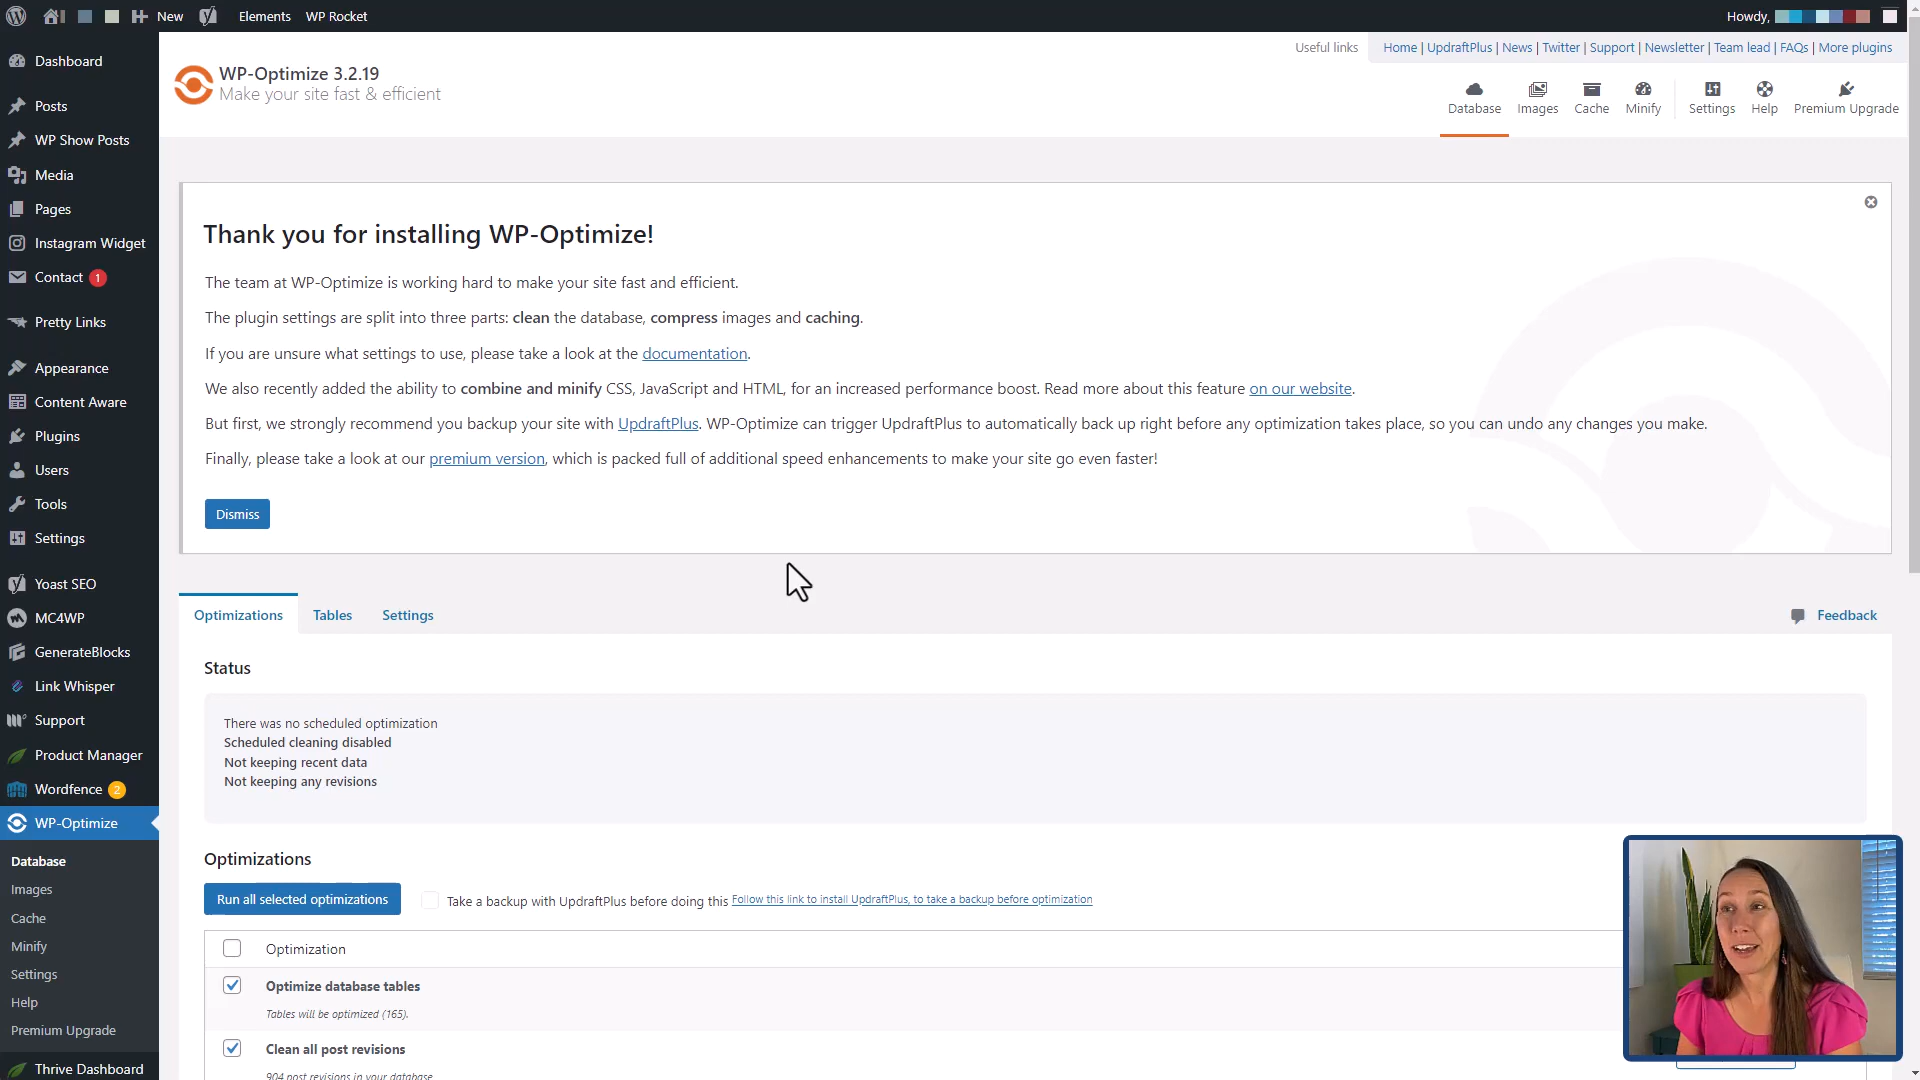 New
Elements
WP Rocket
Howdy,
Dashboard
Posts
WP Show Posts
Media
Pages
Instagram Widget
Contact 1
Pretty Links
Appearance
Content Aware
Plugins
Users
Tools
Settings
Yoast SEO
MC4WP
GenerateBlocks
Link Whisper
Support
Product Manager
Wordfence 2
WP-Optimize
Database
Images
Cache
Minify
Settings
Help
Premium Upgrade
Thrive Dashboard
WP-Optimize 3.2.19
Make your site fast & efficient
Useful links
Home | UpdraftPlus | News | Twitter | Support | Newsletter | Team lead | FAQs | More plugins
Database
Images
Cache
Minify
Settings
Help
Premium Upgrade
Thank you for installing WP-Optimize!
The team at WP-Optimize is working hard to make your site fast and efficient.
The plugin settings are split into three parts: clean the database, compress images and caching.
If you are unsure what settings to use, please take a look at the documentation.
We also recently added the ability to combine and minify CSS, JavaScript and HTML, for an increased performance boost. Read more about this feature on our website.
But first, we strongly recommend you backup your site with UpdraftPlus. WP-Optimize can trigger UpdraftPlus to automatically back up right before any optimization takes place, so you can undo any changes you make.
Finally, please take a look at our premium version, which is packed full of additional speed enhancements to make your site go even faster!
Dismiss
Optimizations
Tables
Settings
Feedback
Status
There was no scheduled optimization
Scheduled cleaning disabled
Not keeping recent data
Not keeping any revisions
Optimizations
Run all selected optimizations
Take a backup with UpdraftPlus before doing this Follow this link to install UpdraftPlus, to take a backup before optimization
Optimization
Optimize database tables
Tables will be optimized (165).
Clean all post revisions
904 post revisions in your database